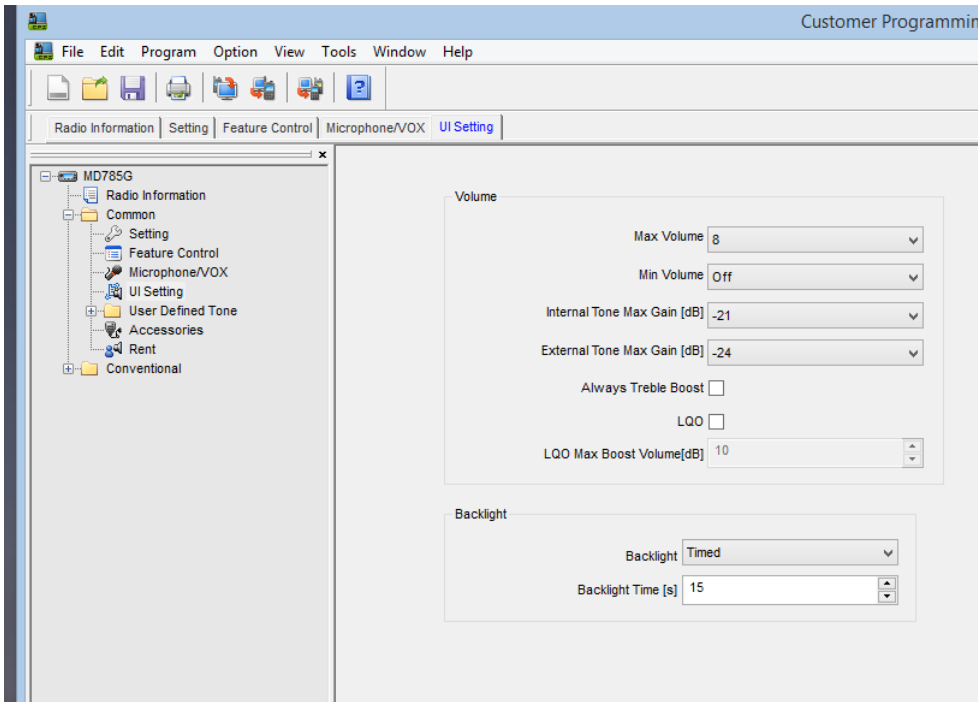 Customer Programmin
File Edit Program Option View Tools Window Help
Radio Information Setting Feature Control Microphone/VOX UI Setting
x
MD785G
Radio Information
Common
Setting
Feature Control
Microphone/VOX
UI Setting
User Defined Tone
Accessories
Rent
Conventional
Volume
Max Volume 8
Min Volume Off
Internal Tone Max Gain [dB] -21
External Tone Max Gain [dB] -24
Always Treble Boost
LQO
LQO Max Boost Volume[dB] 10
Backlight
Backlight Timed
Backlight Time [s] 15